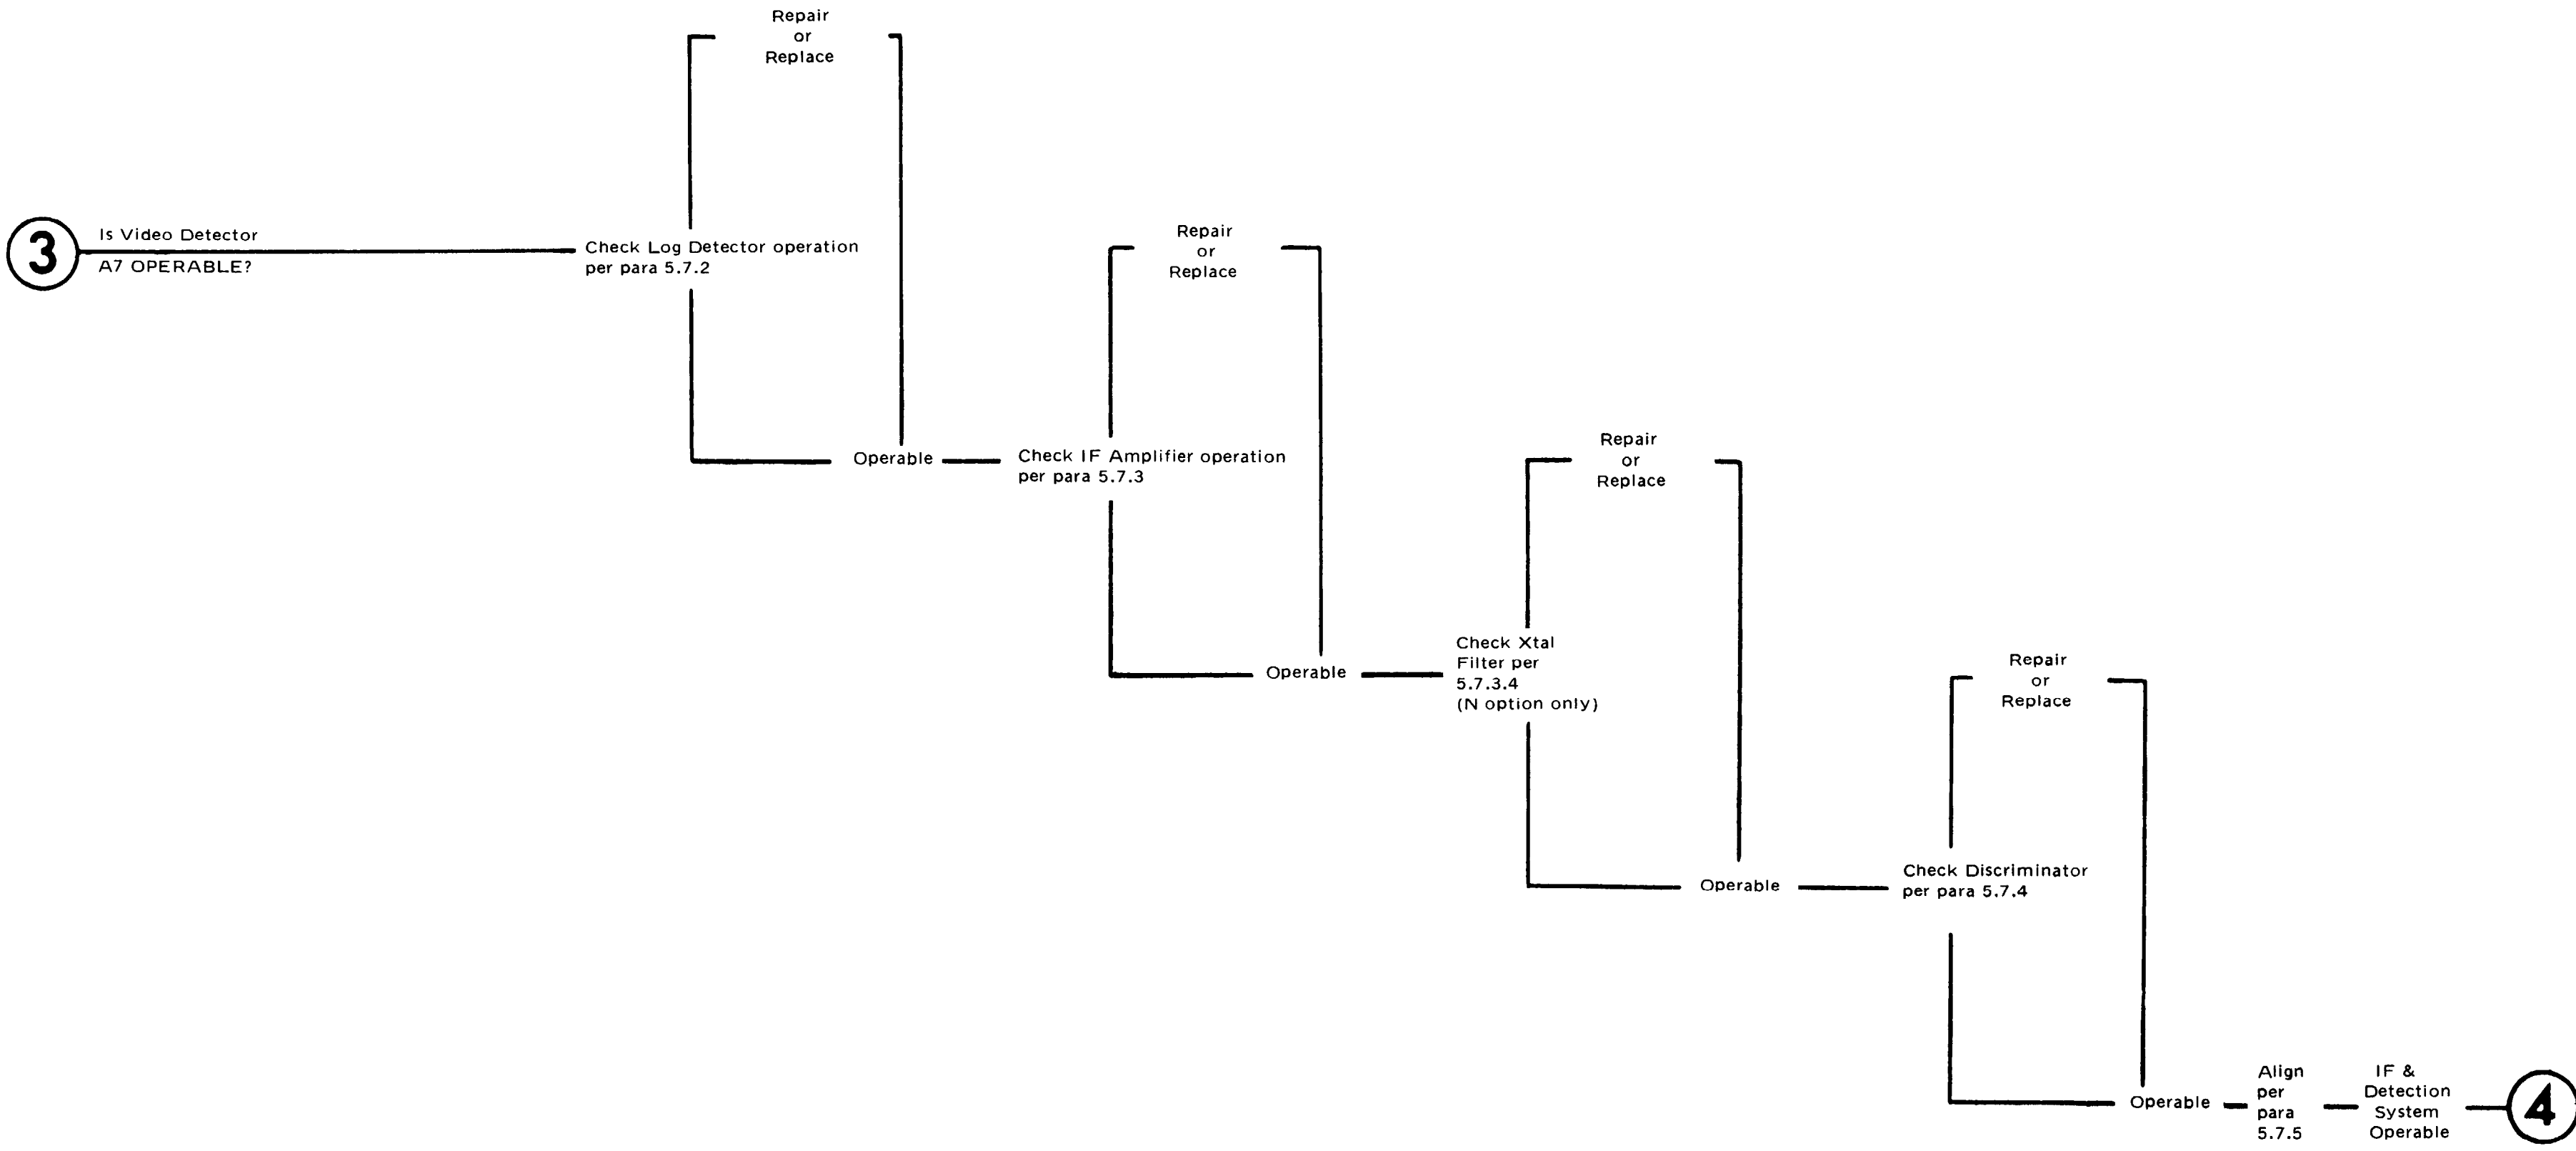 Repair
or
Replace
3
Is Video Detector
A7 OPERABLE?
Check Log Detector operation
per para 5.7.2
Operable
Repair
or
Replace
Check IF Amplifier operation
per para 5.7.3
Operable
Repair
or
Replace
Check Xtal
Filter per
5.7.3.4
(N option only)
Operable
Repair
or
Replace
Check Discriminator
per para 5.7.4
Operable
Align
per
para
5.7.5
IF &
Detection
System
Operable
4